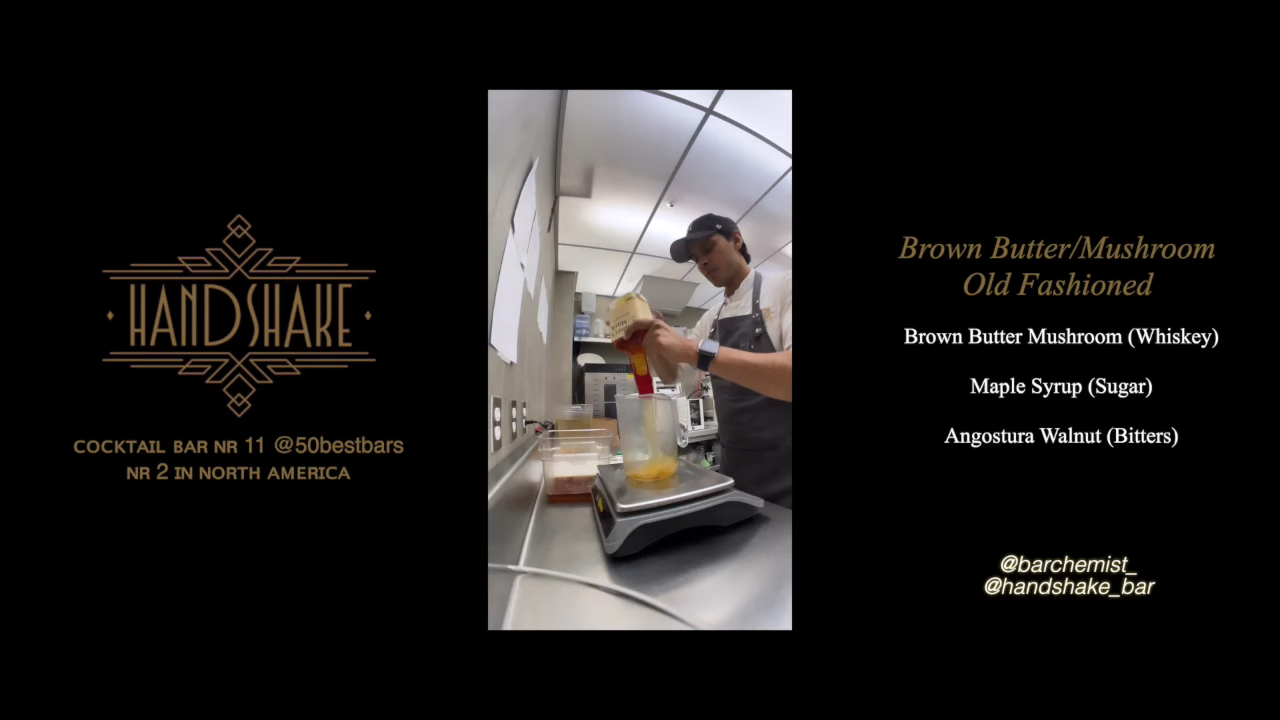 HANDSHAKE
COCKTAIL BAR NR 11 @50bestbars
NR 2 IN NORTH AMERICA
Brown Butter/Mushroom
Old Fashioned
Brown Butter Mushroom (Whiskey)
Maple Syrup (Sugar)
Angostura Walnut (Bitters)
@barchemist_
@handshake_bar